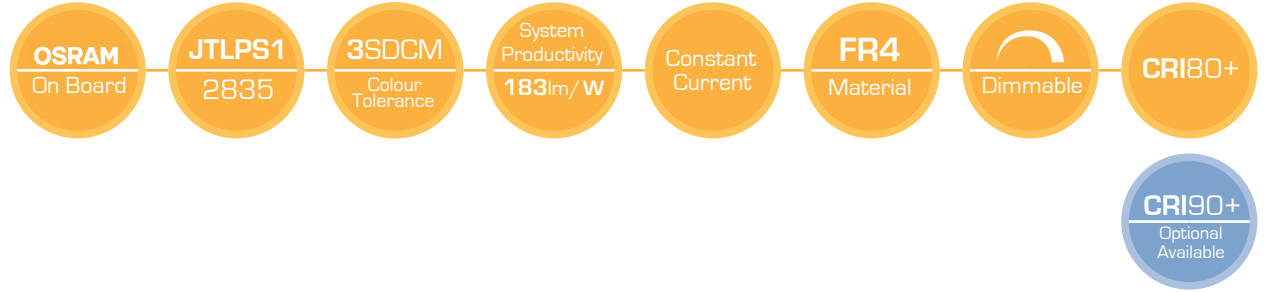 OSRAM
On Board
JTLPS1
2835
3SDCM
Colour
Tolerance
System
Productivity
183lm/ W
Constant
Current
FR4
Material
Dimmable
CRI80+
CRI90+
Optional
Available